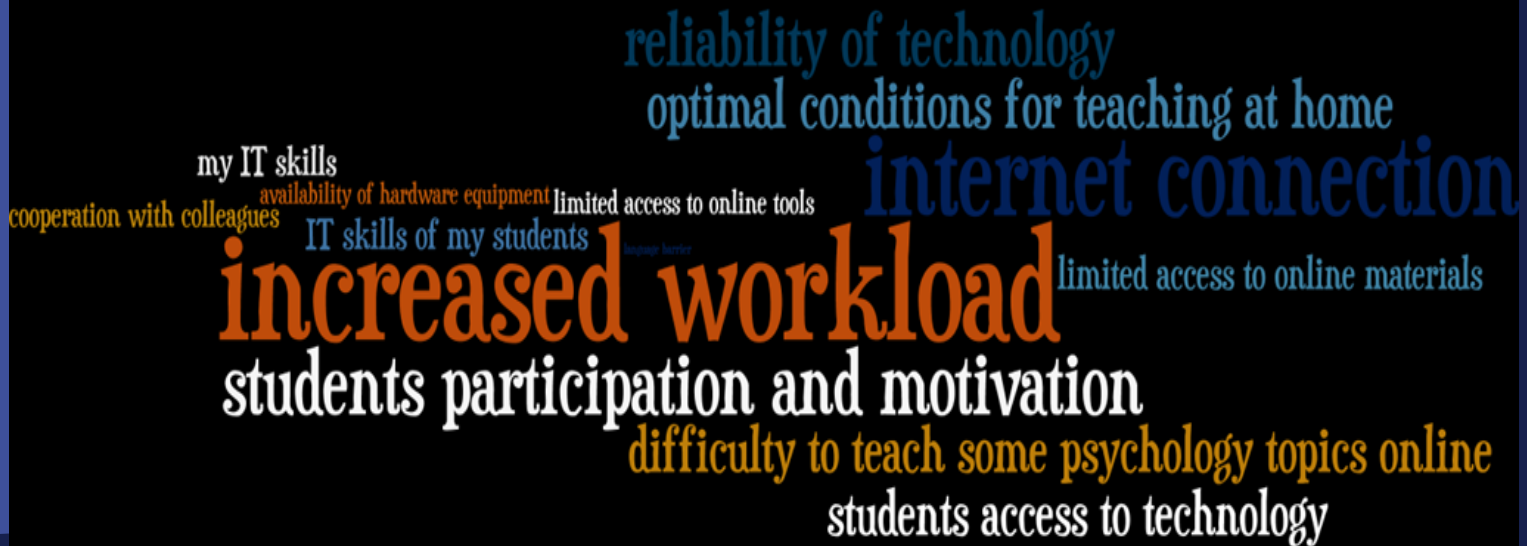 reliability of technology
optimal conditions for teaching at home
internet connection
my IT skills
availability of hardware equipment
limited access to online tools
cooperation with colleagues
IT skills of my students
language barrier
increased workload
limited access to online materials
students participation and motivation
difficulty to teach some psychology topics online
students access to technology